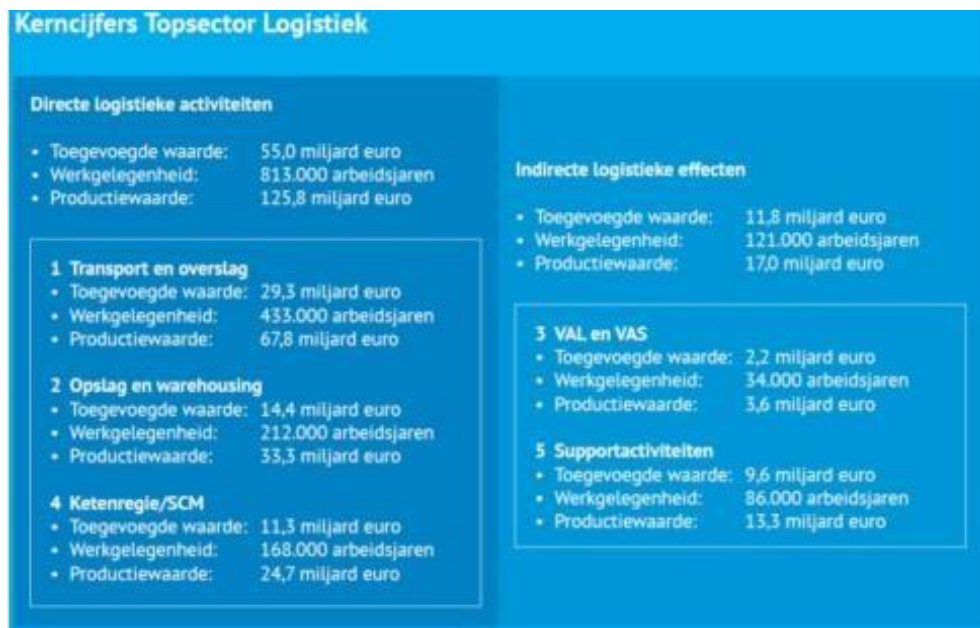 Kerncijfers Topsector Logistiek
Directe logistieke activiteiten
• Toegevoegde waarde: 55,0 miljard euro
• Werkgelegenheid: 813.000 arbeidsjaren
• Productiewaarde: 125,8 miljard euro
1 Transport en overslag
• Toegevoegde waarde: 29,3 miljard euro
• Werkgelegenheid: 433.000 arbeidsjaren
• Productiewaarde: 67,8 miljard euro
2 Opslag en warehousing
• Toegevoegde waarde: 14,4 miljard euro
• Werkgelegenheid: 212.000 arbeidsjaren
• Productiewaarde: 33,3 miljard euro
4 Ketenregie/SCM
• Toegevoegde waarde: 11,3 miljard euro
• Werkgelegenheid: 168.000 arbeidsjaren
• Productiewaarde: 24,7 miljard euro
Indirecte logistieke effecten
• Toegevoegde waarde: 11,8 miljard euro
• Werkgelegenheid: 121.000 arbeidsjaren
• Productiewaarde: 17,0 miljard euro
3 VAL en VAS
• Toegevoegde waarde: 2,2 miljard euro
• Werkgelegenheid: 34.000 arbeidsjaren
• Productiewaarde: 3,6 miljard euro
5 Supportactiviteiten
• Toegevoegde waarde: 9,6 miljard euro
• Werkgelegenheid: 86.000 arbeidsjaren
• Productiewaarde: 13,3 miljard euro